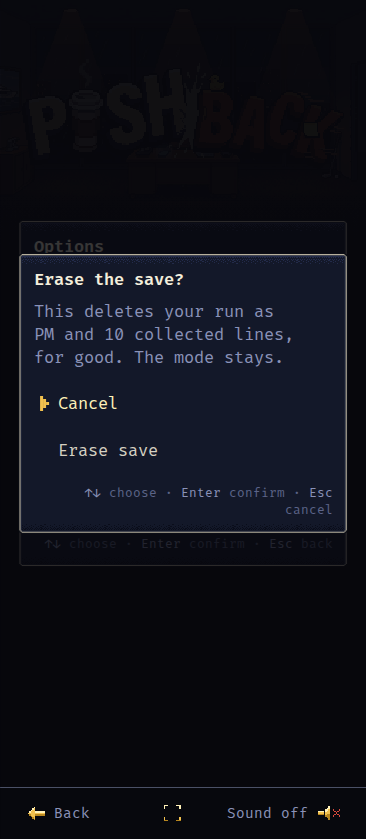 PUSH BACK
Options
Erase the save?
This deletes your run as
PM and 10 collected lines,
for good. The mode stays.
Cancel
Erase save
↑↓ choose · Enter confirm · Esc
cancel
↑↓ choose · Enter confirm · Esc back
Back
Sound off